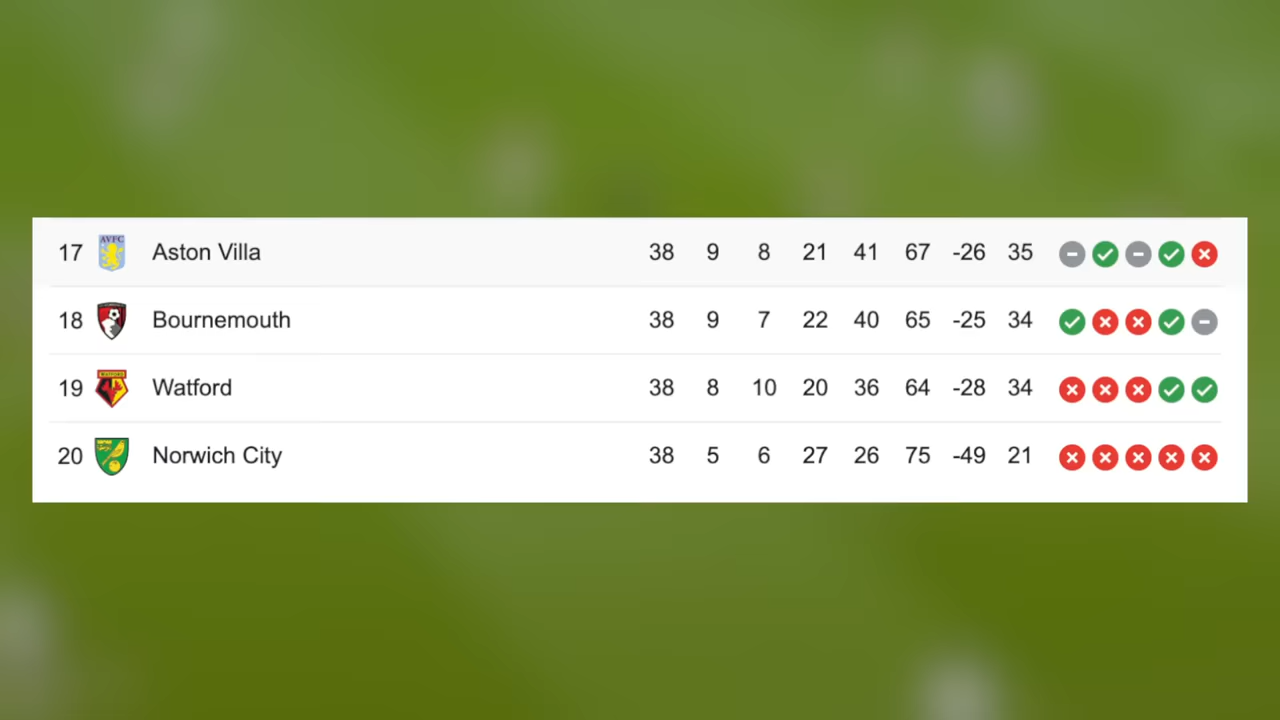 17 AVFC Aston Villa 38 9 8 21 41 67 -26 35
18 Bournemouth 38 9 7 22 40 65 -25 34
19 WATFORD Watford 38 8 10 20 36 64 -28 34
20 Norwich City 38 5 6 27 26 75 -49 21